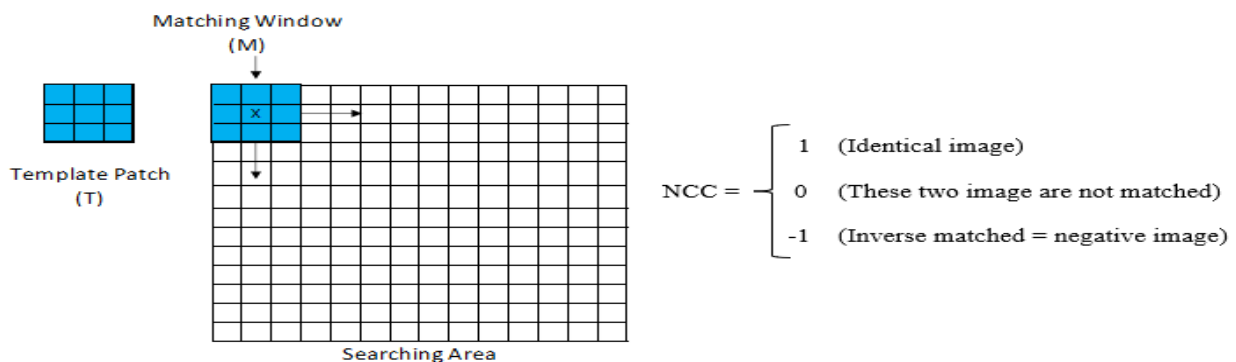 Matching Window
(M)
x
Template Patch
(T)
Searching Area
NCC =
1 (Identical image)
0 (These two image are not matched)
-1 (Inverse matched = negative image)